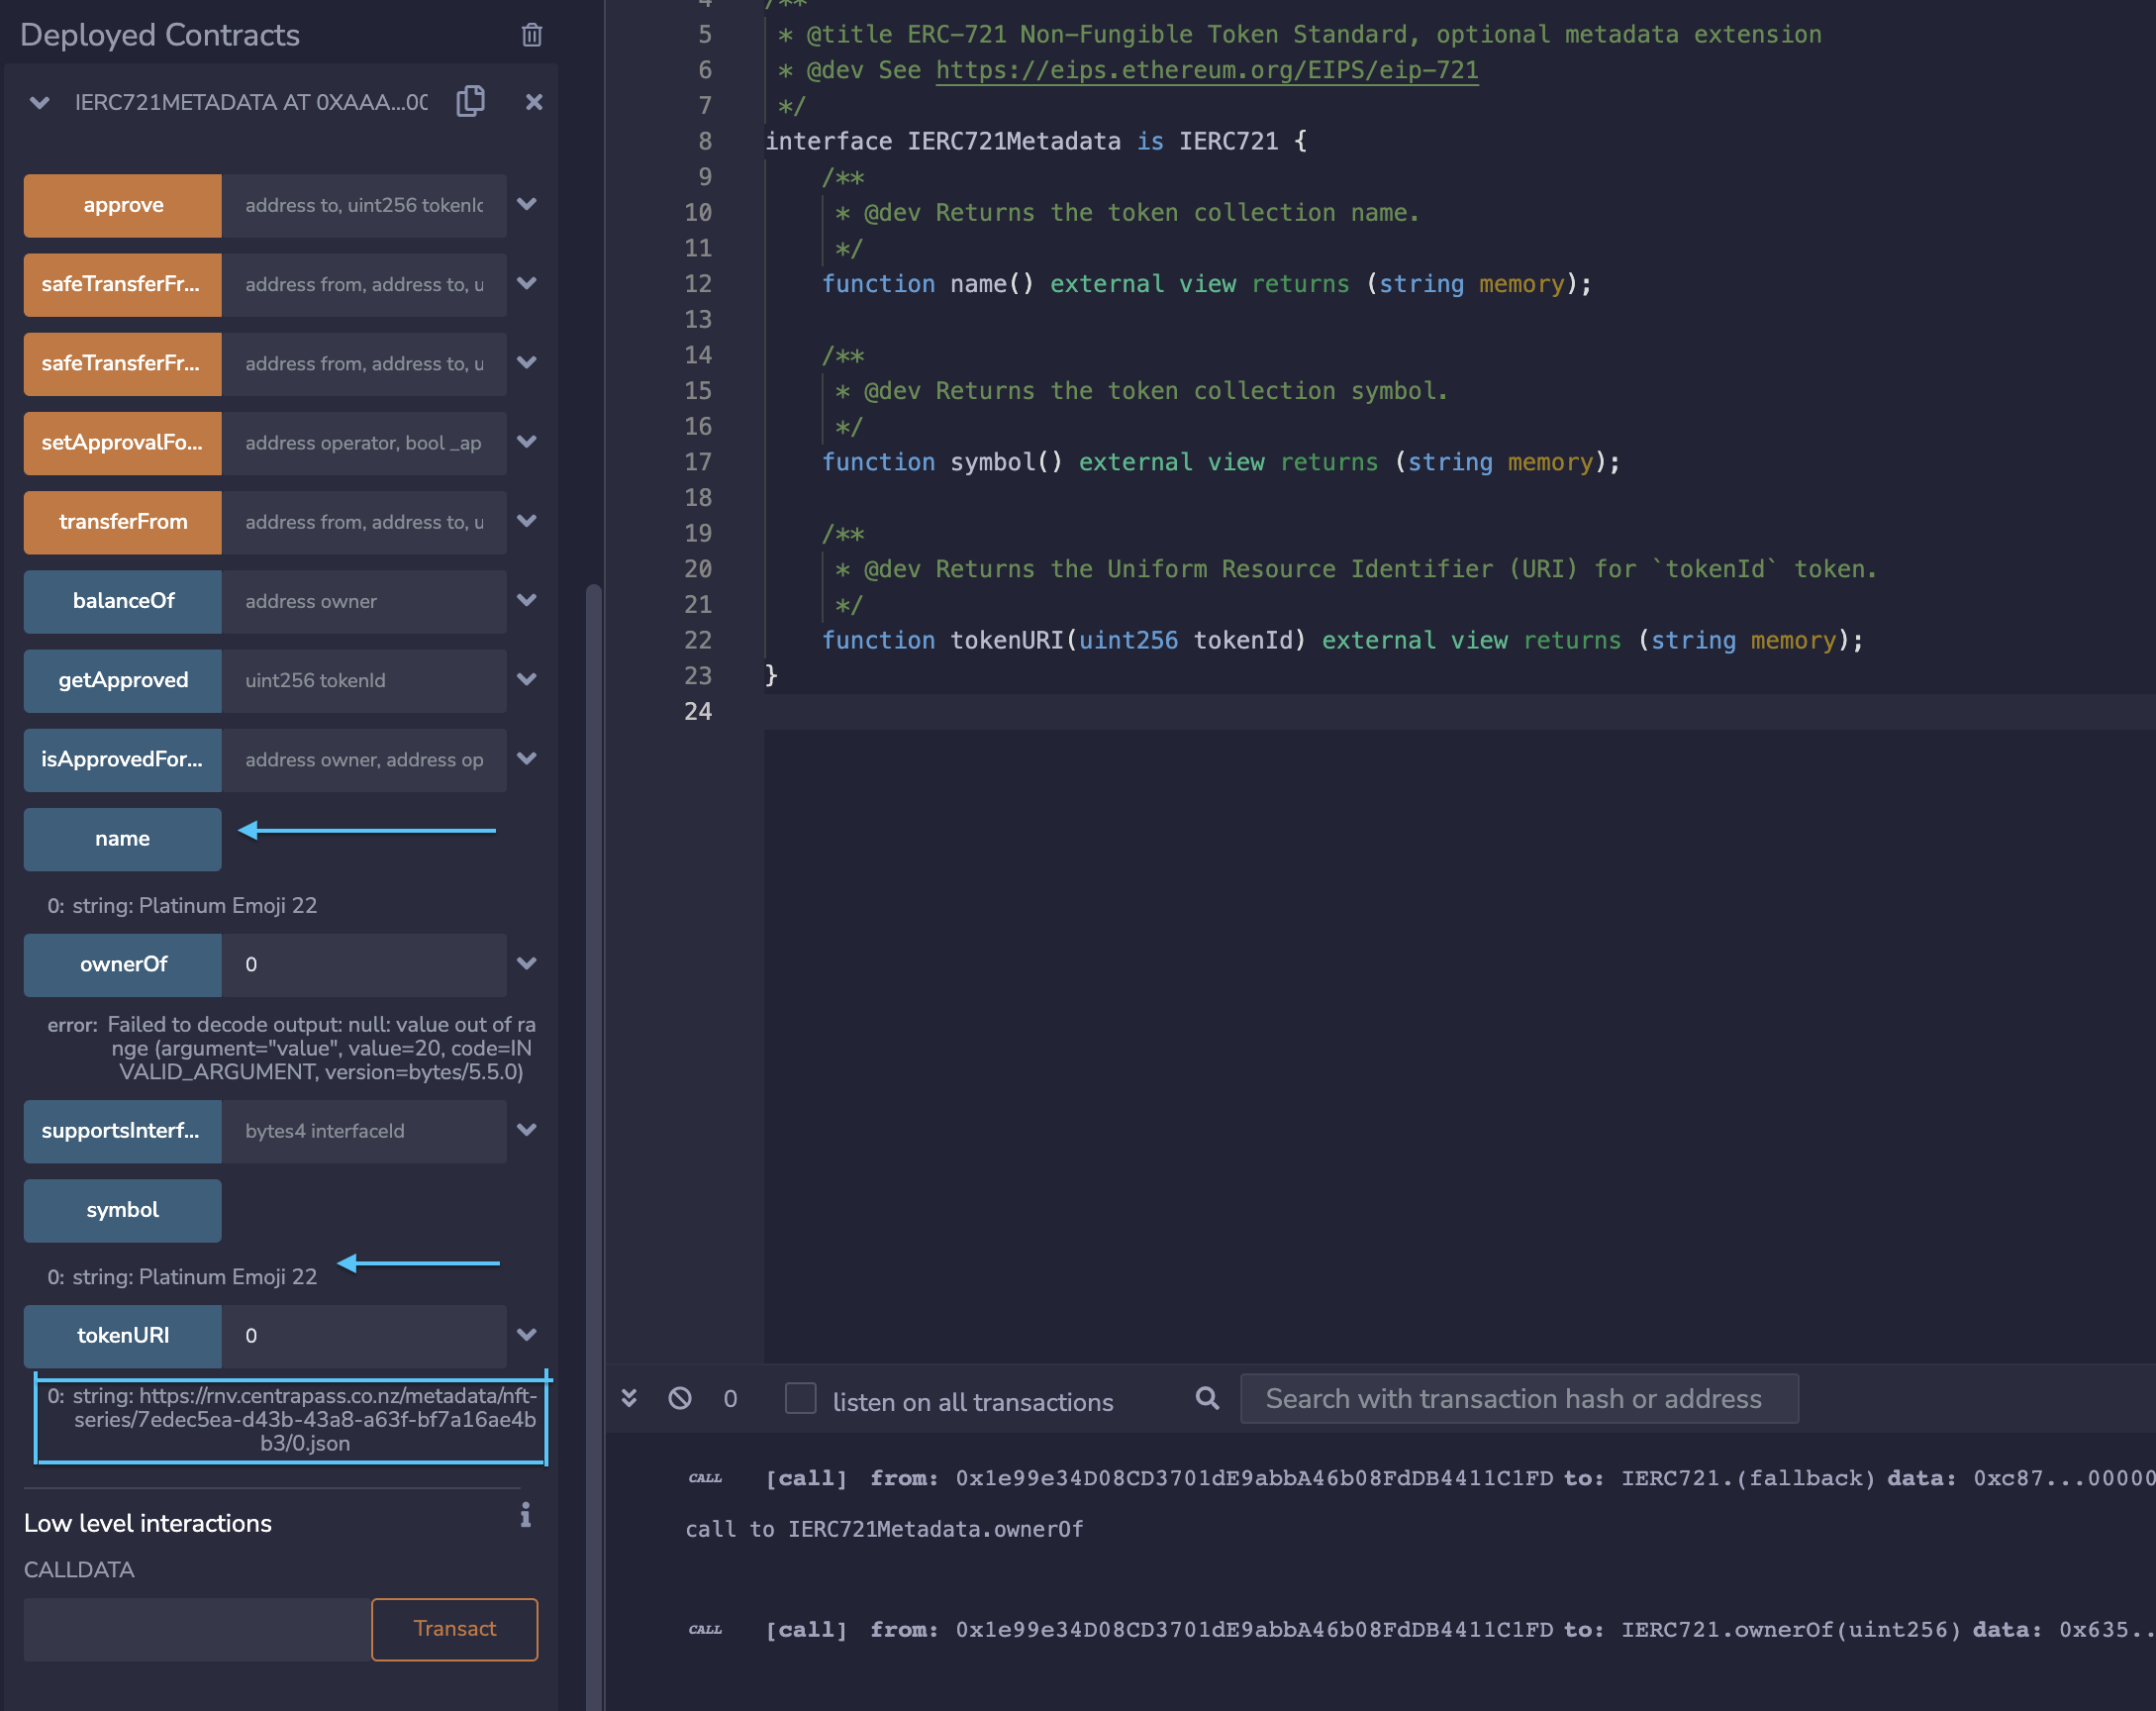 Deployed Contracts
IERC721METADATA AT 0XAAA...0C
approve
address to, uint256 tokenId
safeTransferFr...
address from, address to, u
safeTransferFr...
address from, address to, u
setApprovalFo...
address operator, bool _ap
transferFrom
address from, address to, u
balanceOf
address owner
getApproved
uint256 tokenId
isApprovedFor...
address owner, address op
name
0: string: Platinum Emoji 22
ownerOf
0
error: Failed to decode output: null: value out of ra
nge (argument="value", value=20, code=IN
VALID_ARGUMENT, version=bytes/5.5.0)
supportsInterf...
bytes4 interfaceId
symbol
0: string: Platinum Emoji 22
tokenURI
0
0: string: https://rnv.centrapass.co.nz/metadata/nft-
series/7edec5ea-d43b-43a8-a63f-bf7a16ae4b
b3/0.json
Low level interactions
CALLDATA
Transact
4 /**
5 * @title ERC-721 Non-Fungible Token Standard, optional metadata extension
6 * @dev See https://eips.ethereum.org/EIPS/eip-721
7 */
8 interface IERC721Metadata is IERC721 {
9 /**
10 * @dev Returns the token collection name.
11 */
12 function name() external view returns (string memory);
13
14 /**
15 * @dev Returns the token collection symbol.
16 */
17 function symbol() external view returns (string memory);
18
19 /**
20 * @dev Returns the Uniform Resource Identifier (URI) for `tokenId` token.
21 */
22 function tokenURI(uint256 tokenId) external view returns (string memory);
23 }
24
0
listen on all transactions
Search with transaction hash or address
CALL [call] from: 0x1e99e34D08CD3701dE9abbA46b08FdDB4411C1FD to: IERC721.(fallback) data: 0xc87...00000
call to IERC721Metadata.ownerOf
CALL [call] from: 0x1e99e34D08CD3701dE9abbA46b08FdDB4411C1FD to: IERC721.ownerOf(uint256) data: 0x635..